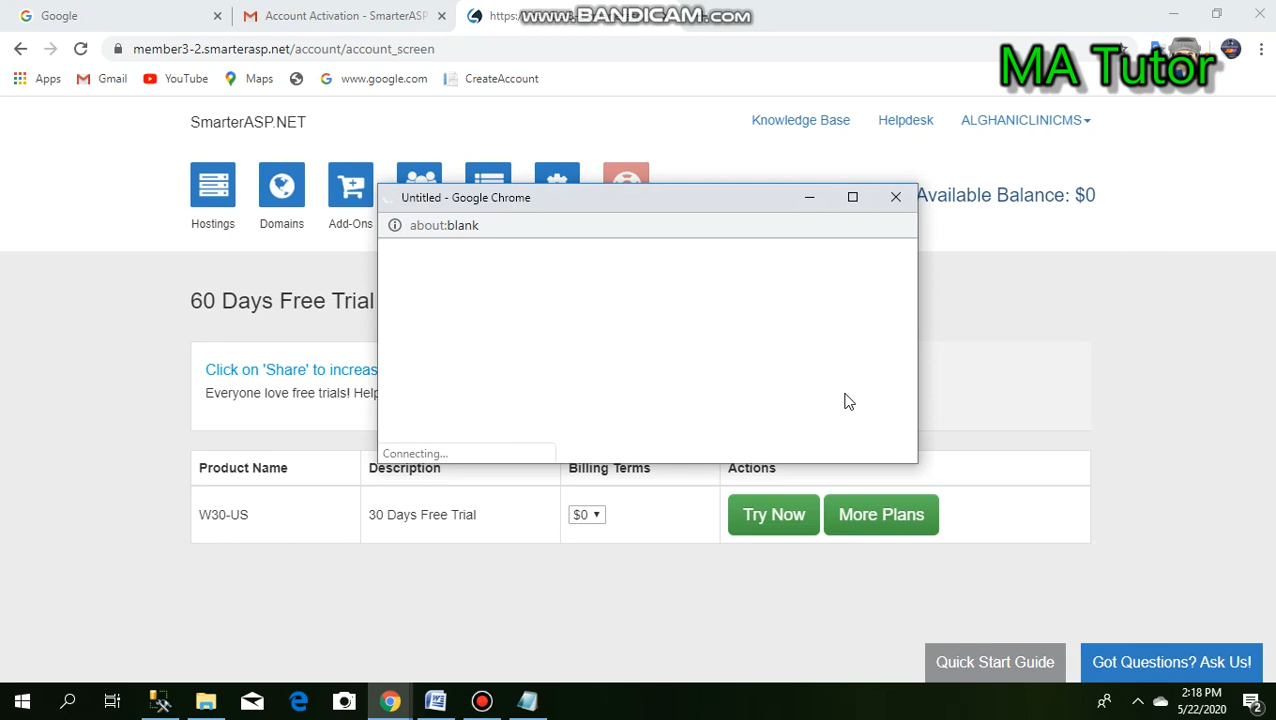 Google
Account Activation - SmarterASP
https:/
www.BANDICAM.com
member3-2.smarterasp.net/account/account_screen
MA Tutor
Apps
Gmail
YouTube
Maps
www.google.com
CreateAccount
SmarterASP.NET
Knowledge Base
Helpdesk
ALGHANICLINICMS
Hostings
Domains
Add-Ons
Available Balance: $0
Untitled - Google Chrome
about:blank
60 Days Free Trial
Click on 'Share' to increas
Everyone love free trials! Help
Connecting...
Product Name
Description
Billing Terms
Actions
W30-US
30 Days Free Trial
$0
Try Now
More Plans
Quick Start Guide
Got Questions? Ask Us!
2:18 PM
5/22/2020
2